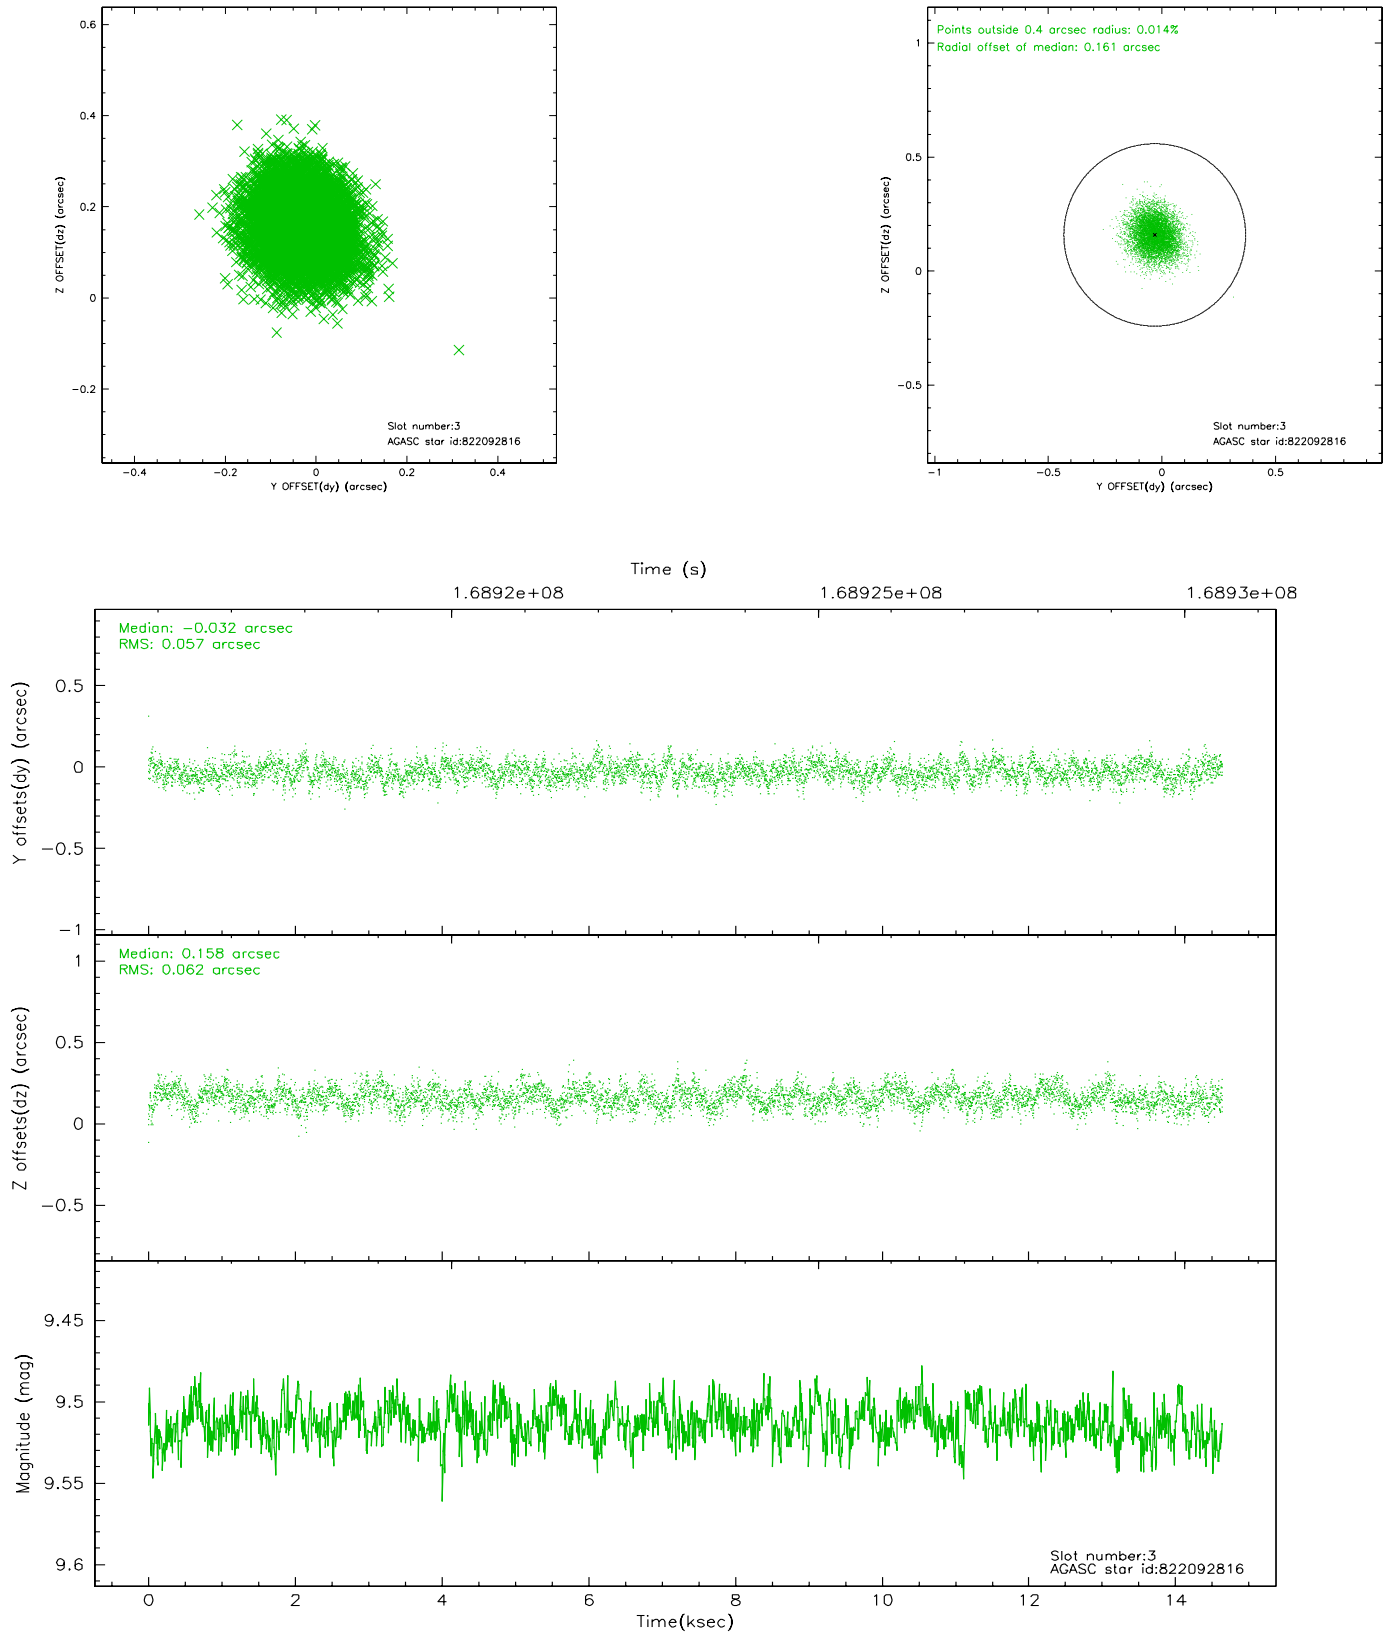 0.6
0.4
0.2
0
−0.2
Z OFFSET(dz) (arcsec)
−0.4
−0.2
0
0.2
0.4
Y OFFSET(dy) (arcsec)
Slot number:3
AGASC star id:822092816
Points outside 0.4 arcsec radius: 0.014%
Radial offset of median: 0.161 arcsec
1
0.5
0
−0.5
Z OFFSET(dz) (arcsec)
−1
−0.5
0
0.5
Y OFFSET(dy) (arcsec)
Slot number:3
AGASC star id:822092816
Time (s)
1.6892e+08
1.68925e+08
1.6893e+08
Median: −0.032 arcsec
RMS: 0.057 arcsec
0.5
0
−0.5
−1
Y offsets(dy) (arcsec)
Median: 0.158 arcsec
RMS: 0.062 arcsec
1
0.5
0
−0.5
Z offsets(dz) (arcsec)
9.45
9.5
9.55
9.6
Magnitude (mag)
Slot number:3
AGASC star id:822092816
0
2
4
6
8
10
12
14
Time(ksec)